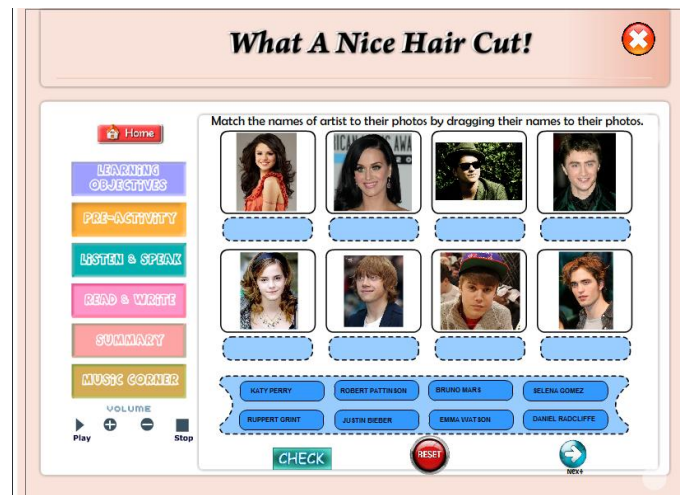 What A Nice Hair Cut!
Home
Match the names of artist to their photos by dragging their names to their photos.
LEARNING
OBJECTIVES
PRE-ACTIVITY
LISTEN & SPEAK
READ & WRITE
SUMMARY
MUSIC CORNER
VOLUME
Play
Stop
ICAN
AWA
KATY PERRY
ROBERT PATTINSON
BRUNO MARS
SELENA GOMEZ
RUPPERT GRINT
JUSTIN BIEBER
EMMA WATSON
DANIEL RADCLIFFE
CHECK
RESET
NEXT